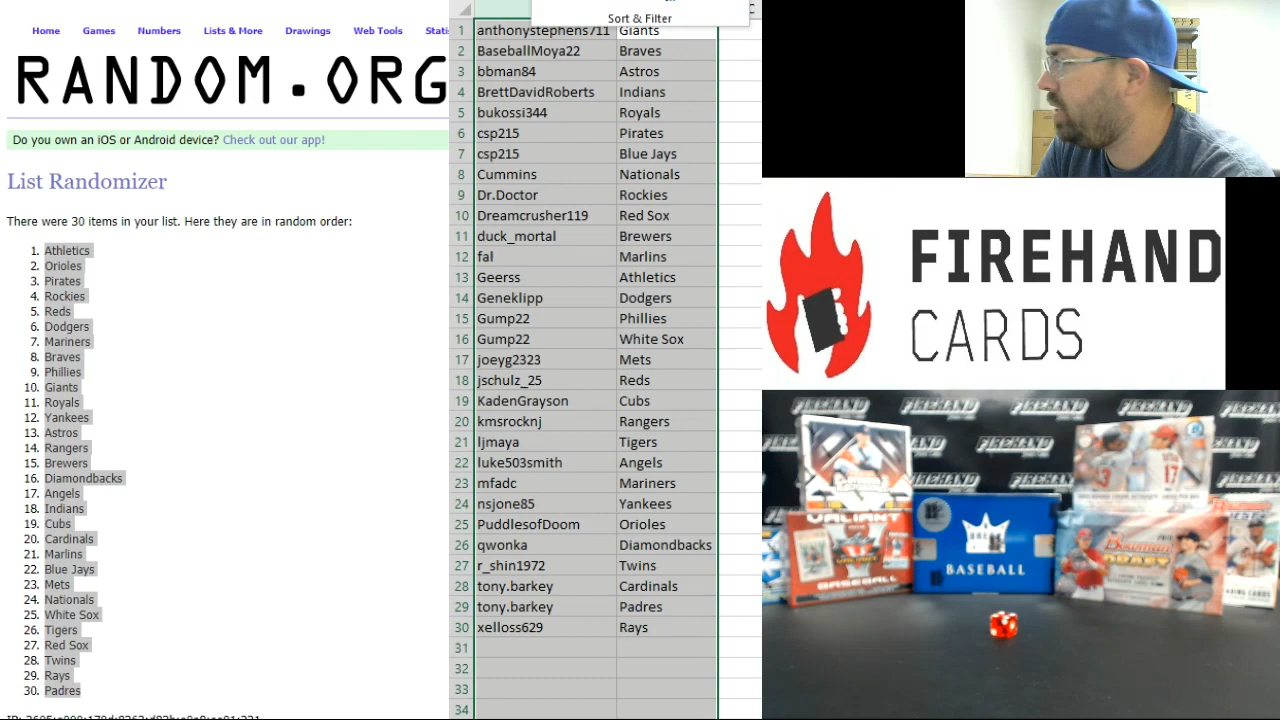 Home Games Numbers Lists & More Drawings Web Tools
RANDOM.ORG
Do you own an iOS or Android device? Check out our app!
List Randomizer
There were 30 items in your list. Here they are in random order:
1. Athletics
2. Orioles
3. Pirates
4. Rockies
5. Reds
6. Dodgers
7. Mariners
8. Braves
9. Phillies
10. Giants
11. Royals
12. Yankees
13. Astros
14. Rangers
15. Brewers
16. Diamondbacks
17. Angels
18. Indians
19. Cubs
20. Cardinals
21. Marlins
22. Blue Jays
23. Mets
24. Nationals
25. White Sox
26. Tigers
27. Red Sox
28. Twins
29. Rays
30. Padres
Sort & Filter
1 anthonystephens711 Giants
2 BaseballMoya22 Braves
3 bbman84 Astros
4 BrettDavidRoberts Indians
5 bukossi344 Royals
6 csp215 Pirates
7 csp215 Blue Jays
8 Cummins Nationals
9 Dr.Doctor Rockies
10 Dreamcrusher119 Red Sox
11 duck_mortal Brewers
12 fal Marlins
13 Geerss Athletics
14 Geneklipp Dodgers
15 Gump22 Phillies
16 Gump22 White Sox
17 joeyg2323 Mets
18 jschulz_25 Reds
19 KadenGrayson Cubs
20 kmsrocknj Rangers
21 ljmaya Tigers
22 luke503smith Angels
23 mfadc Mariners
24 nsjone85 Yankees
25 PuddlesofDoom Orioles
26 qwonka Diamondbacks
27 r_shin1972 Twins
28 tony.barkey Cardinals
29 tony.barkey Padres
30 xelloss629 Rays
31
32
33
34
FIREHAND
CARDS
FIREHAND
VALIANT
BASEBALL
BASEBALL
Bowman
DRAFT
17